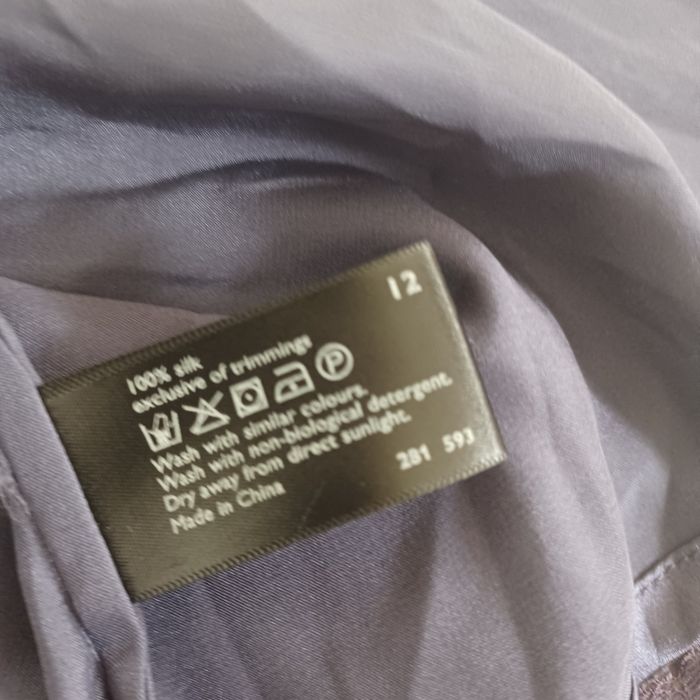 12
100% silk
exclusive of trimmings
P
Wash with similar colours.
Wash with non-biological detergent.
Dry away from direct sunlight.
Made in China
281 593